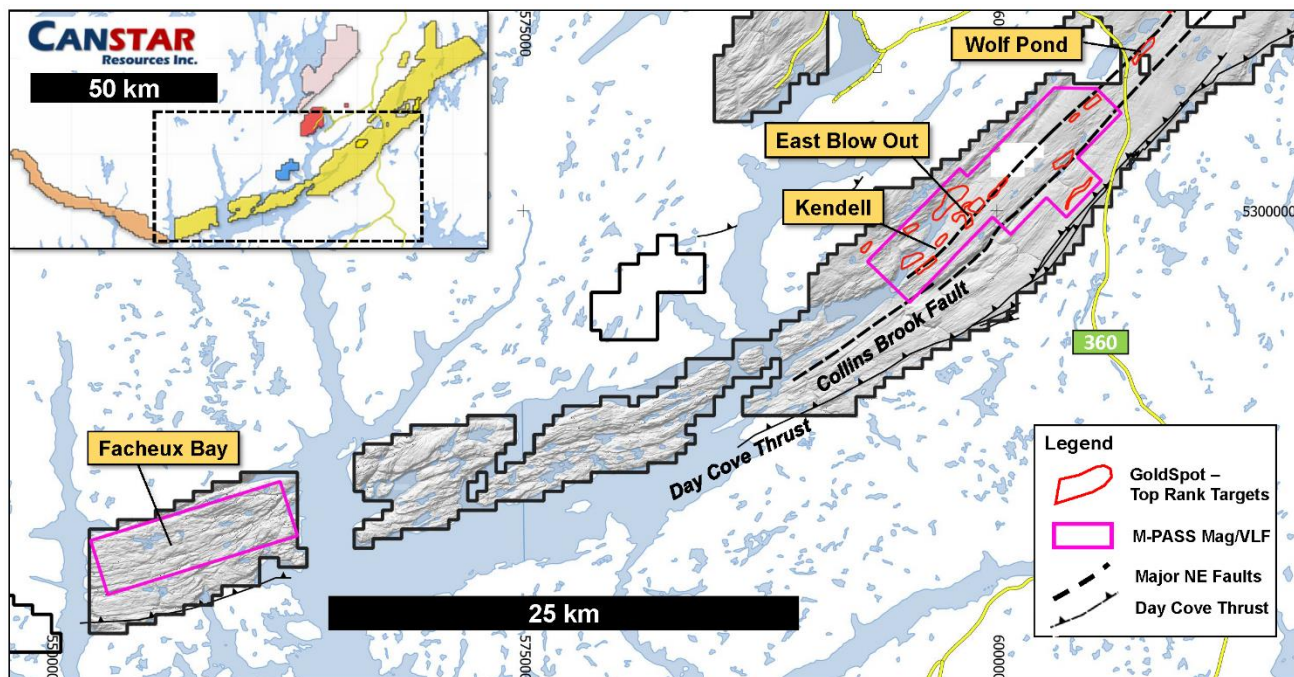 CANSTAR
Resources Inc.
50 km
575000
60
Wolf Pond
East Blow Out
Kendell
5300000
Collins Brook Fault
360
Day Cove Thrust
Facheux Bay
25 km
Legend
GoldSpot –
Top Rank Targets
M-PASS Mag/VLF
Major NE Faults
Day Cove Thrust
550000
575000
600000